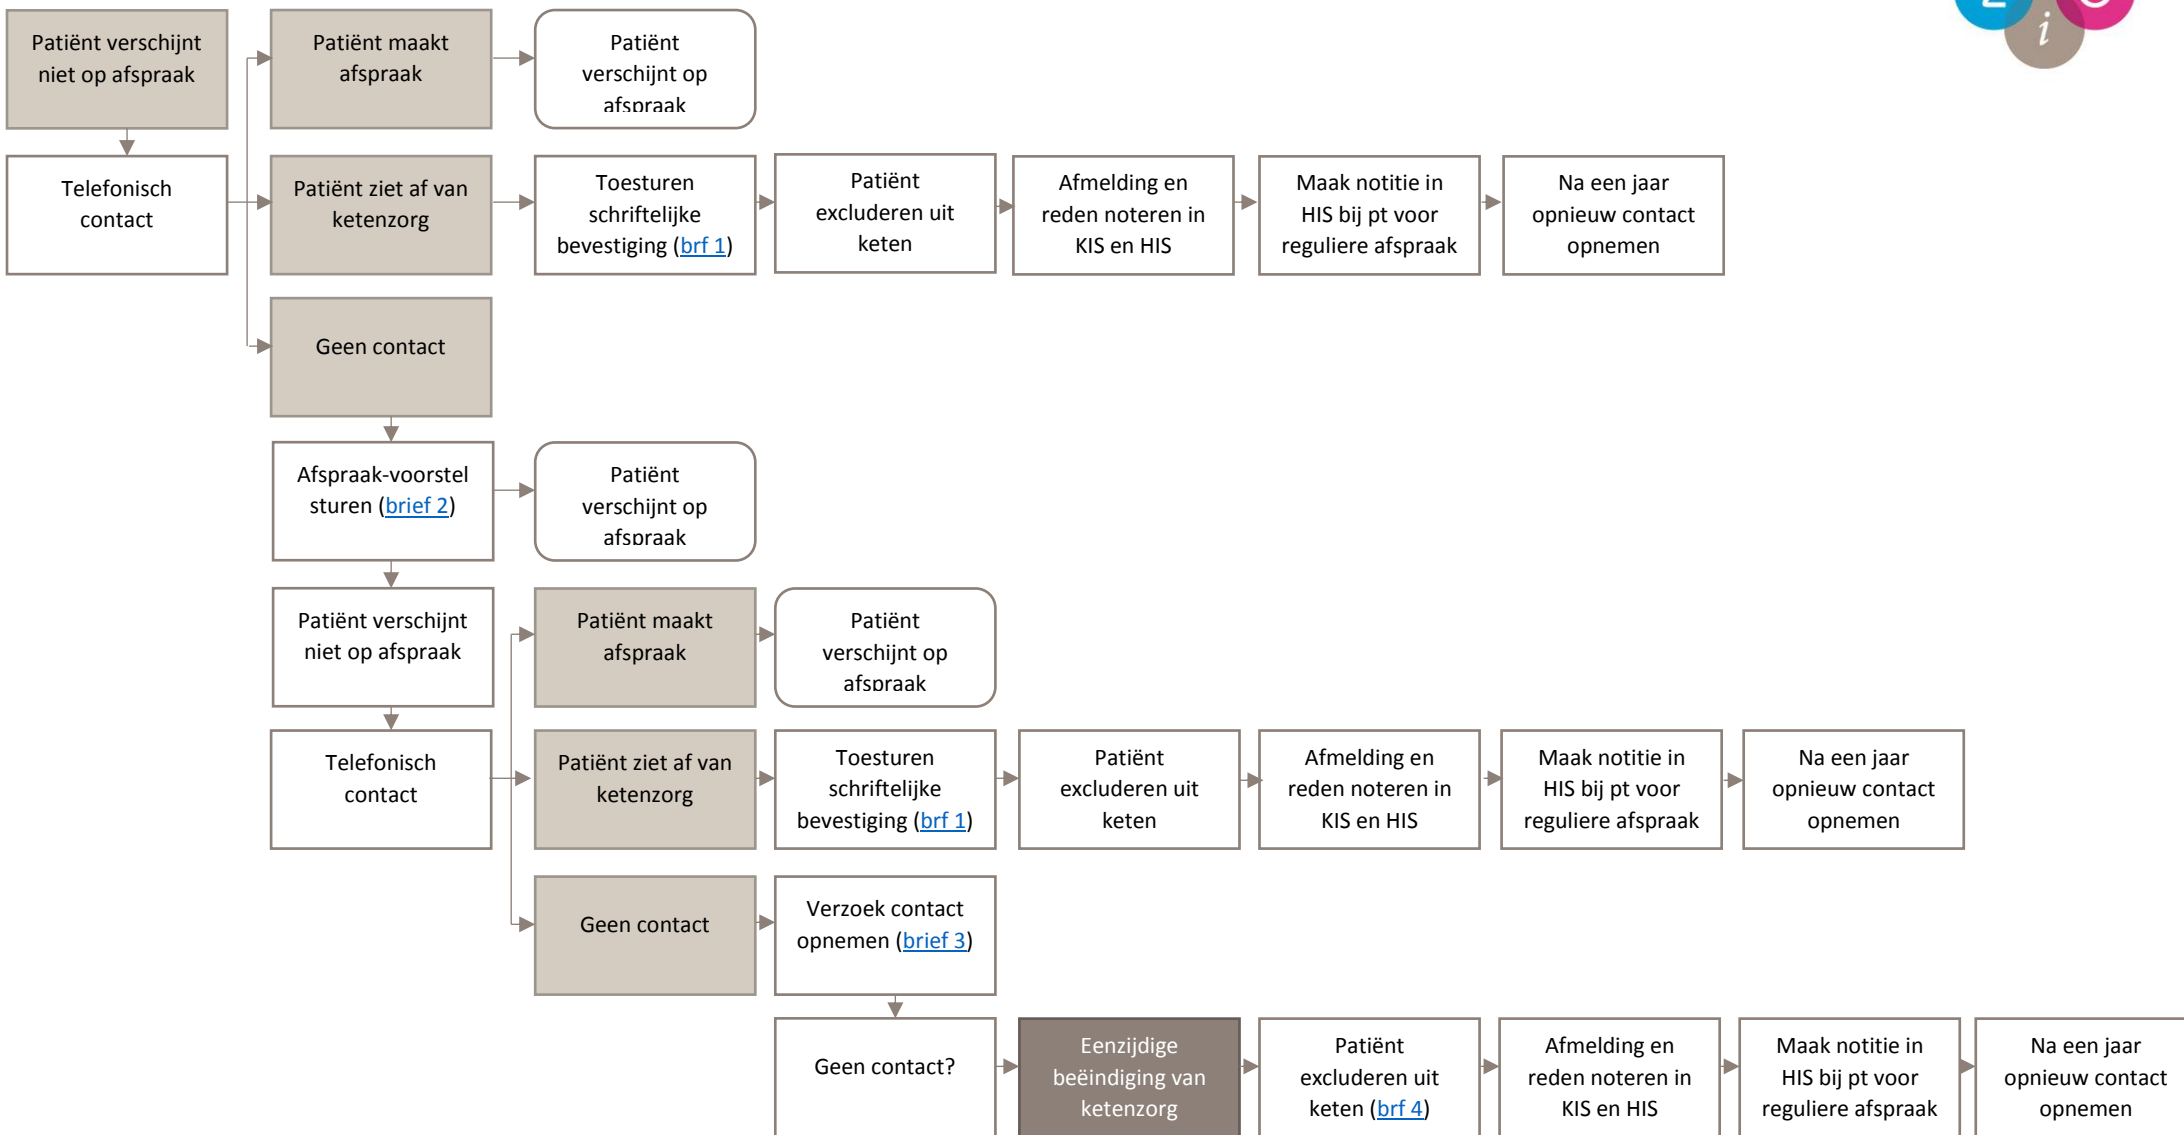 Patiënt verschijnt
niet op afspraak
Patiënt maakt
afspraak
Patiënt
verschijnt op
afspraak
i
Telefonisch
contact
Patiënt ziet af van
ketenzorg
Toesturen
schriftelijke
bevestiging (brf 1)
Patiënt
excluderen uit
keten
Afmelding en
reden noteren in
KIS en HIS
Maak notitie in
HIS bij pt voor
reguliere afspraak
Na een jaar
opnieuw contact
opnemen
Geen contact
Afspraak-voorstel
sturen (brief 2)
Patiënt
verschijnt op
afspraak
Patiënt verschijnt
niet op afspraak
Patiënt maakt
afspraak
Patiënt
verschijnt op
afspraak
Telefonisch
contact
Patiënt ziet af van
ketenzorg
Toesturen
schriftelijke
bevestiging (brf 1)
Patiënt
excluderen uit
keten
Afmelding en
reden noteren in
KIS en HIS
Maak notitie in
HIS bij pt voor
reguliere afspraak
Na een jaar
opnieuw contact
opnemen
Geen contact
Verzoek contact
opnemen (brief 3)
Geen contact?
Eenzijdige
beëindiging van
ketenzorg
Patiënt
excluderen uit
keten (brf 4)
Afmelding en
reden noteren in
KIS en HIS
Maak notitie in
HIS bij pt voor
reguliere afspraak
Na een jaar
opnieuw contact
opnemen